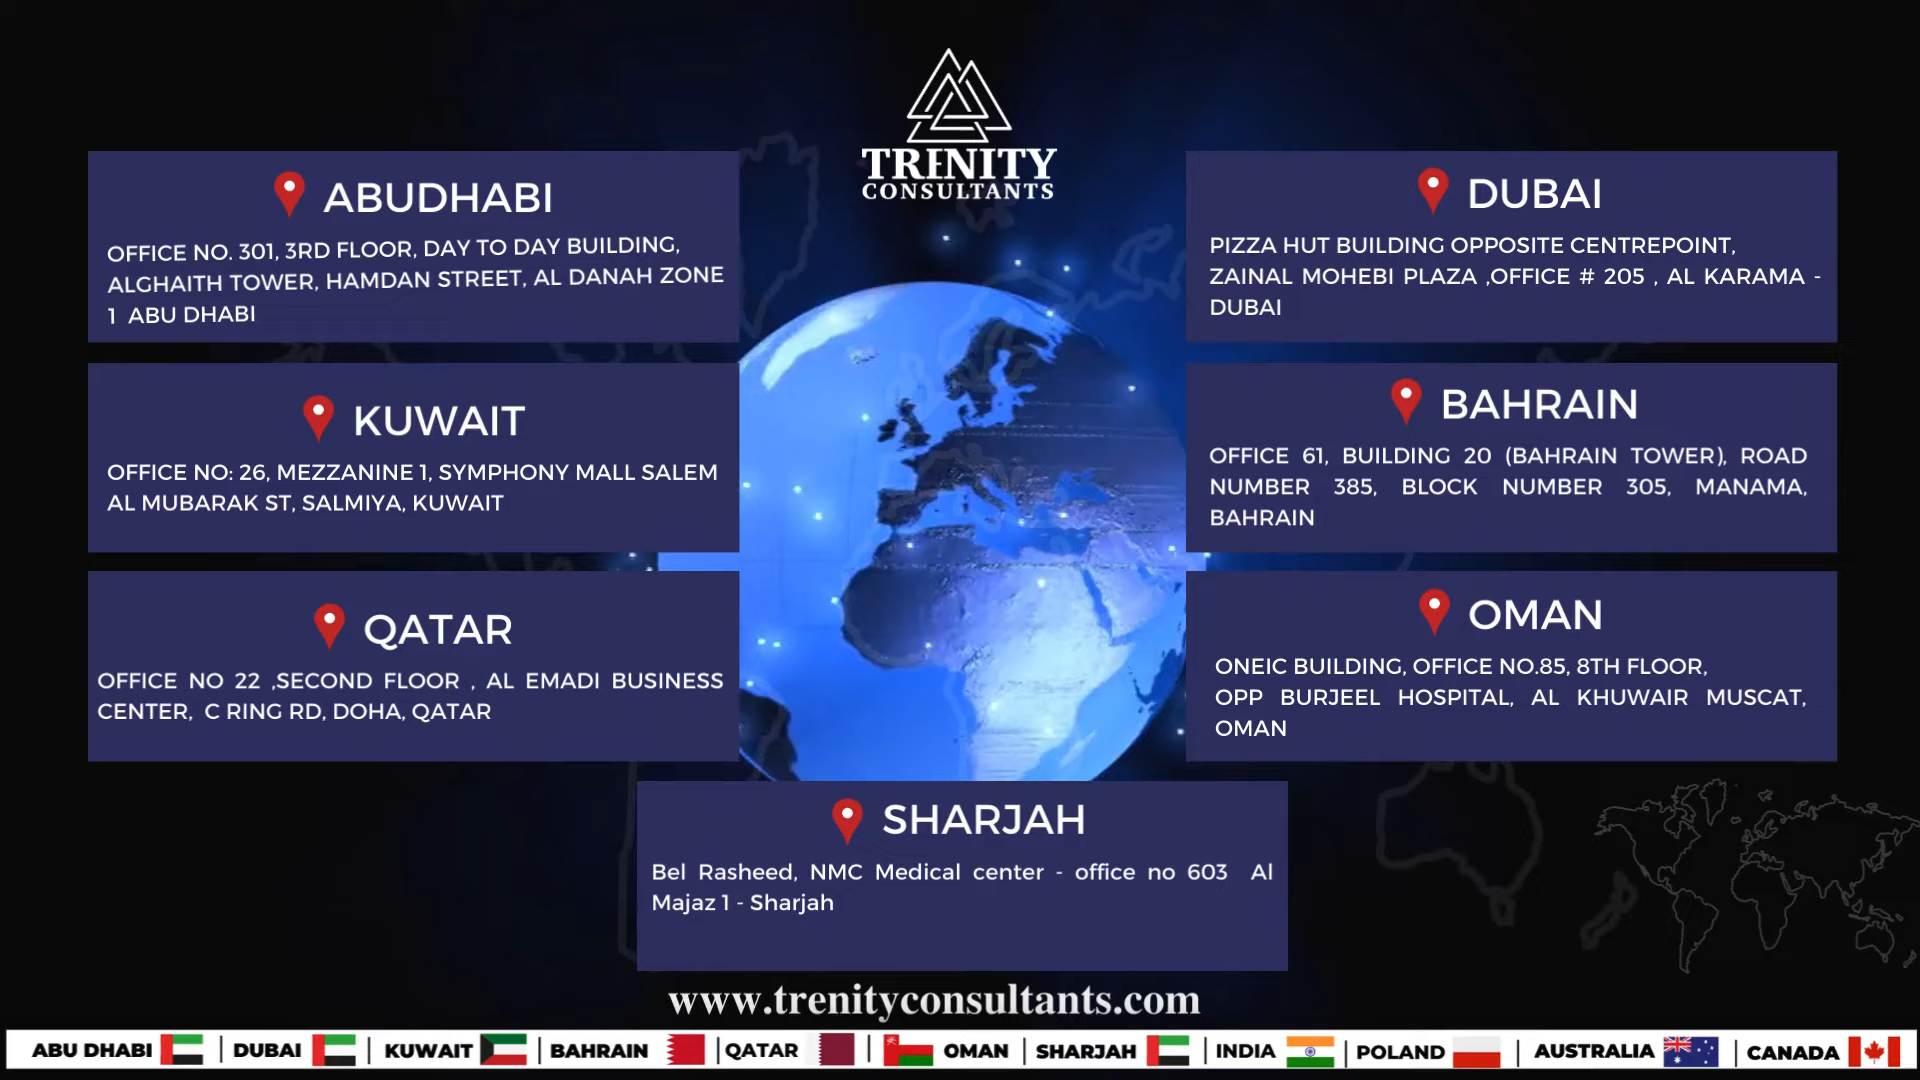 TRENITY
CONSULTANTS
ABUDHABI
OFFICE NO. 301, 3RD FLOOR, DAY TO DAY BUILDING,
ALGHAITH TOWER, HAMDAN STREET, AL DANAH ZONE
1 ABU DHABI
DUBAI
PIZZA HUT BUILDING OPPOSITE CENTREPOINT,
ZAINAL MOHEBI PLAZA ,OFFICE # 205 , AL KARAMA -
DUBAI
KUWAIT
OFFICE NO: 26, MEZZANINE 1, SYMPHONY MALL SALEM
AL MUBARAK ST, SALMIYA, KUWAIT
BAHRAIN
OFFICE 61, BUILDING 20 (BAHRAIN TOWER), ROAD
NUMBER 385, BLOCK NUMBER 305, MANAMA,
BAHRAIN
QATAR
OFFICE NO 22 ,SECOND FLOOR , AL EMADI BUSINESS
CENTER, C RING RD, DOHA, QATAR
OMAN
ONEIC BUILDING, OFFICE NO.85, 8TH FLOOR,
OPP BURJEEL HOSPITAL, AL KHUWAIR MUSCAT,
OMAN
SHARJAH
Bel Rasheed, NMC Medical center - office no 603 Al
Majaz 1 - Sharjah
www.trenityconsultants.com
ABU DHABI | DUBAI | KUWAIT | BAHRAIN | QATAR | OMAN | SHARJAH | INDIA | POLAND | AUSTRALIA | CANADA